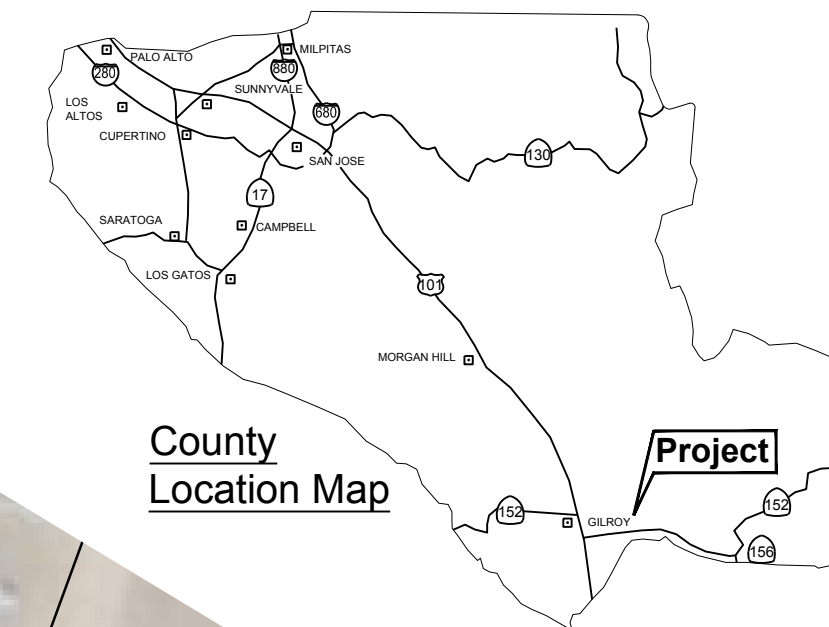 PALO ALTO
MILPITAS
280
880
SUNNYVALE
LOS
ALTOS
680
CUPERTINO
SAN JOSE
130
17
SARATOGA
CAMPBELL
LOS GATOS
101
MORGAN HILL
County
Location Map
Project
152
GILROY
152
156